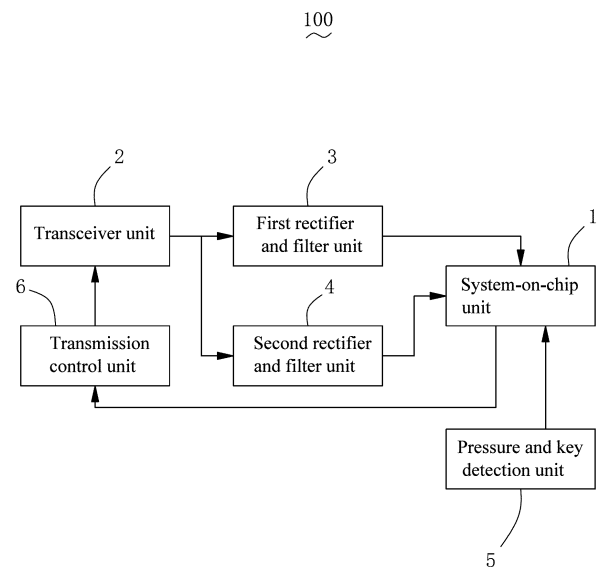 100
2
3
1
Transceiver unit
First rectifier
and filter unit
System-on-chip
unit
6
4
Transmission
control unit
Second rectifier
and filter unit
Pressure and key
detection unit
5